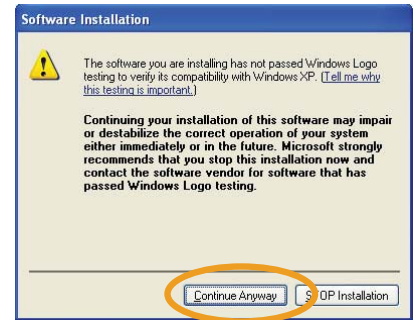 Software Installation
The software you are installing has not passed Windows Logo
testing to verify its compatibility with Windows XP. (Tell me why
this testing is important.)
Continuing your installation of this software may impair
or destabilize the correct operation of your system
either immediately or in the future. Microsoft strongly
recommends that you stop this installation now and
contact the software vendor for software that has
passed Windows Logo testing.
Continue Anyway
STOP Installation